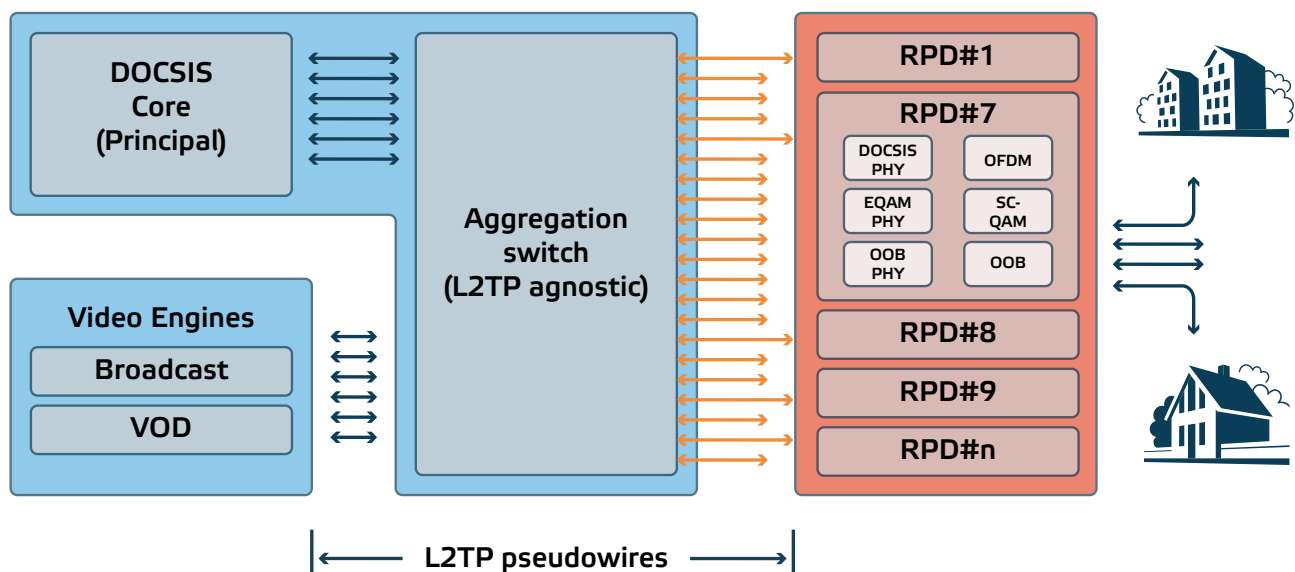 DOCSIS
Core
(Principal)
Video Engines
Broadcast
VOD
Aggregation
switch
(L2TP agnostic)
RPD#1
RPD#7
DOCSIS
PHY
OFDM
EQAM
PHY
SC-
QAM
OOB
PHY
OOB
RPD#8
RPD#9
RPD#n
L2TP pseudowires